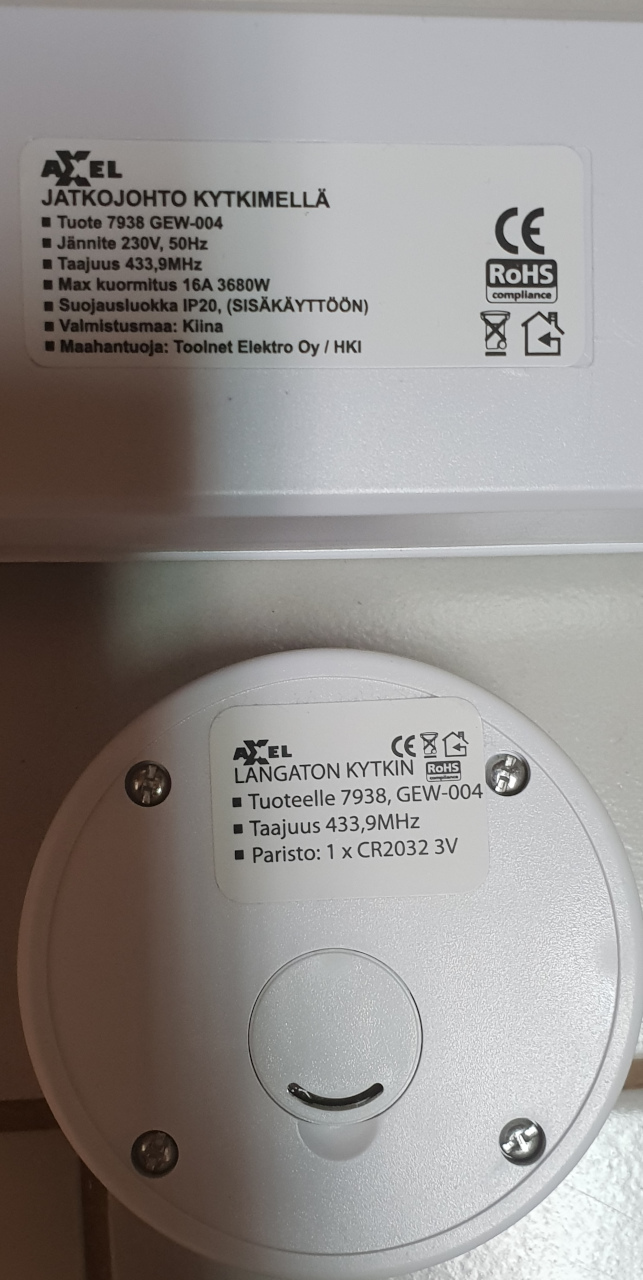 AXEL
JATKOJOHTO KYTKIMELLÄ
▪ Tuote 7938 GEW-004
▪ Jännite 230V, 50Hz
▪ Taajuus 433,9MHz
▪ Max kuormitus 16A 3680W
▪ Suojausluokka IP20, (SISÄKÄYTTÖÖN)
▪ Valmistusmaa: Kiina
▪ Maahantuoja: Toolnet Elektro Oy / HKI
CE
RoHS
compliance
AXEL
CE
LANGATON KYTKIN
RoHS
compliance
▪ Tuoteelle 7938, GEW-004
▪ Taajuus 433,9MHz
▪ Paristo: 1 x CR2032 3V